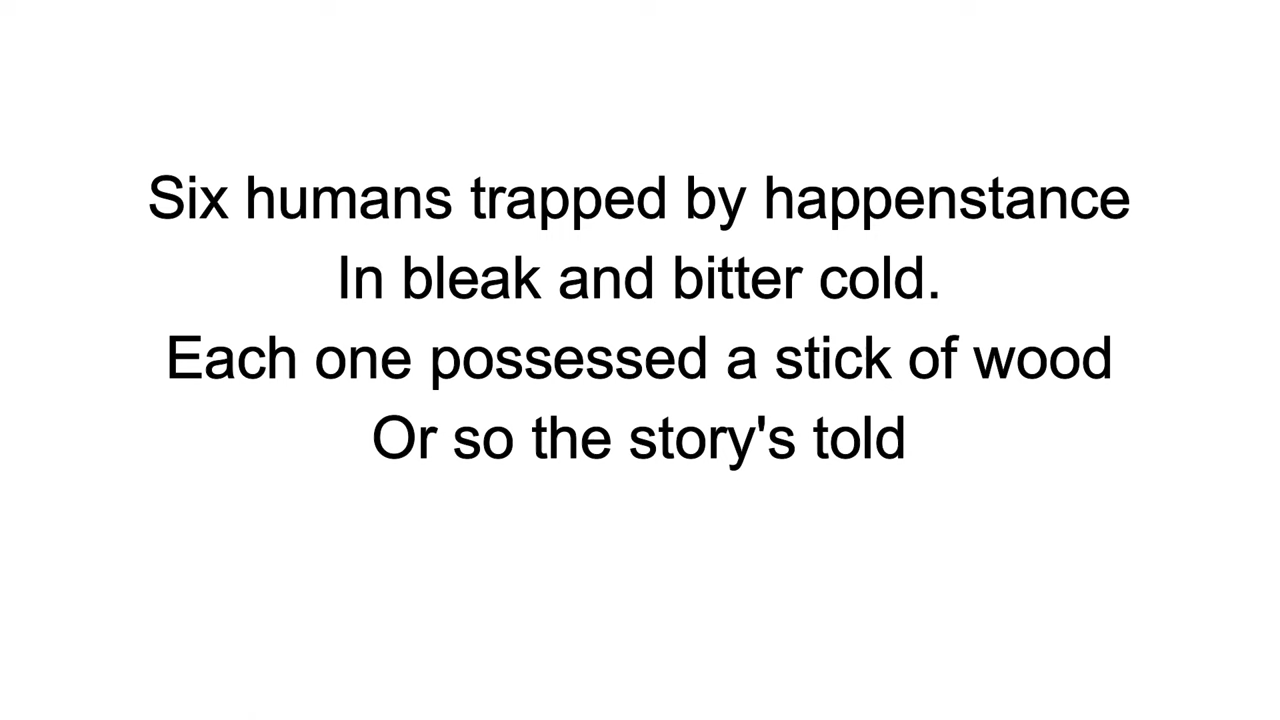 Six humans trapped by happenstance
In bleak and bitter cold.
Each one possessed a stick of wood
Or so the story's told